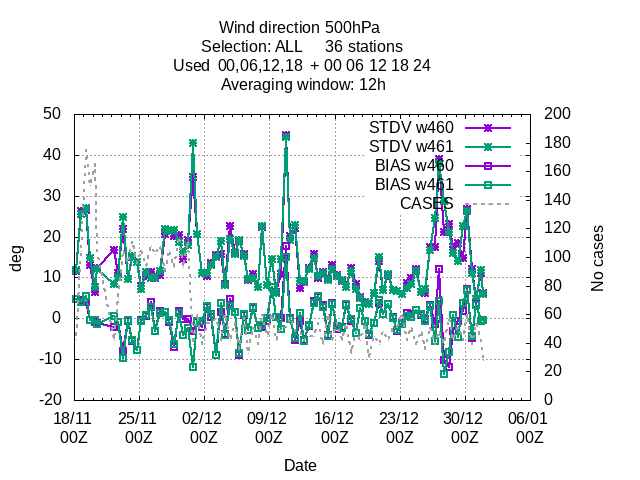 Wind direction 500hPa
Selection: ALL 36 stations
Used 00,06,12,18 + 00 06 12 18 24
Averaging window: 12h
50 200
STDV w460
180
STDV w461
40 160
BIAS w460
140
BIAS w461
30 CASES
120
20
100
10 80
60
0
40
-10
20
-20 0
deg
No cases
18/11 25/11 02/12 09/12 16/12 23/12 30/12 06/01
00Z 00Z 00Z 00Z 00Z 00Z 00Z 00Z
Date